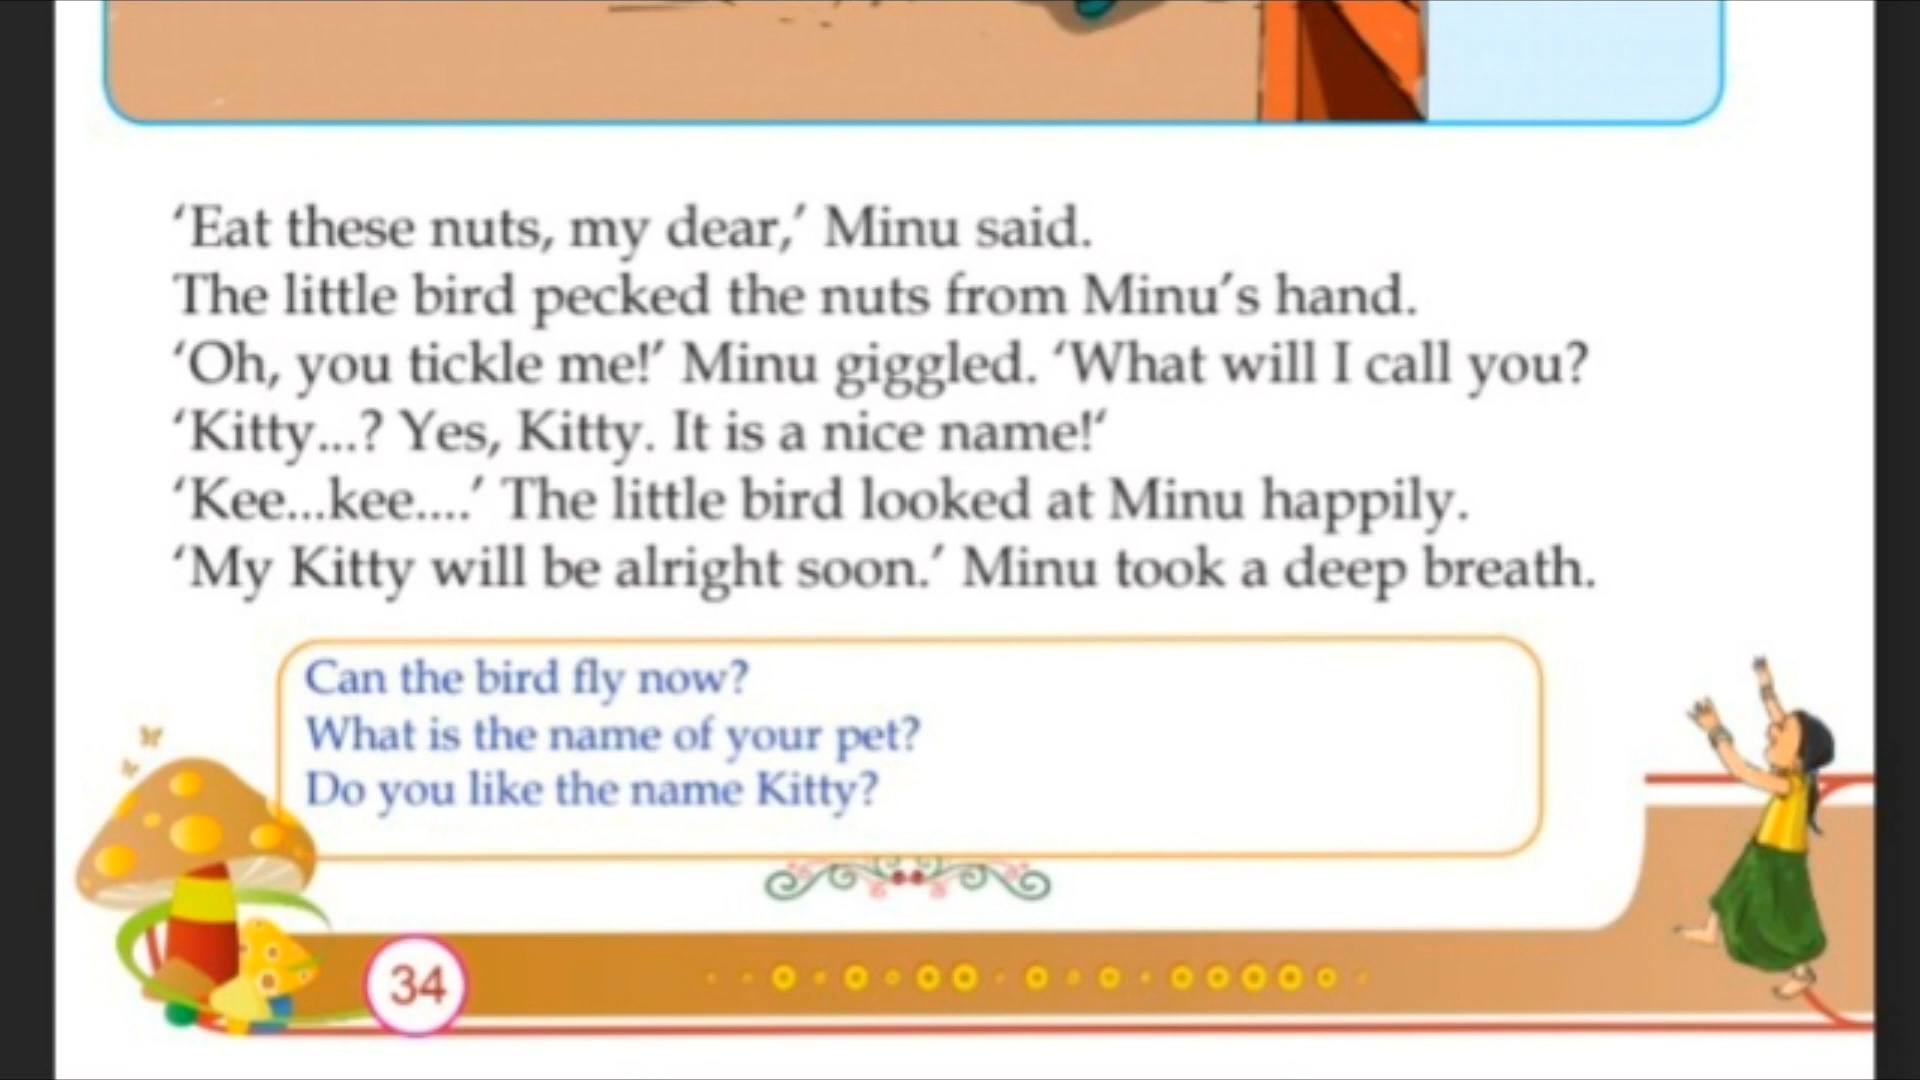 ‘Eat these nuts, my dear,’ Minu said.
The little bird pecked the nuts from Minu’s hand.
‘Oh, you tickle me!’ Minu giggled. ‘What will I call you?
‘Kitty...? Yes, Kitty. It is a nice name!‘
‘Kee...kee....’ The little bird looked at Minu happily.
‘My Kitty will be alright soon.’ Minu took a deep breath.
Can the bird fly now?
What is the name of your pet?
Do you like the name Kitty?
34